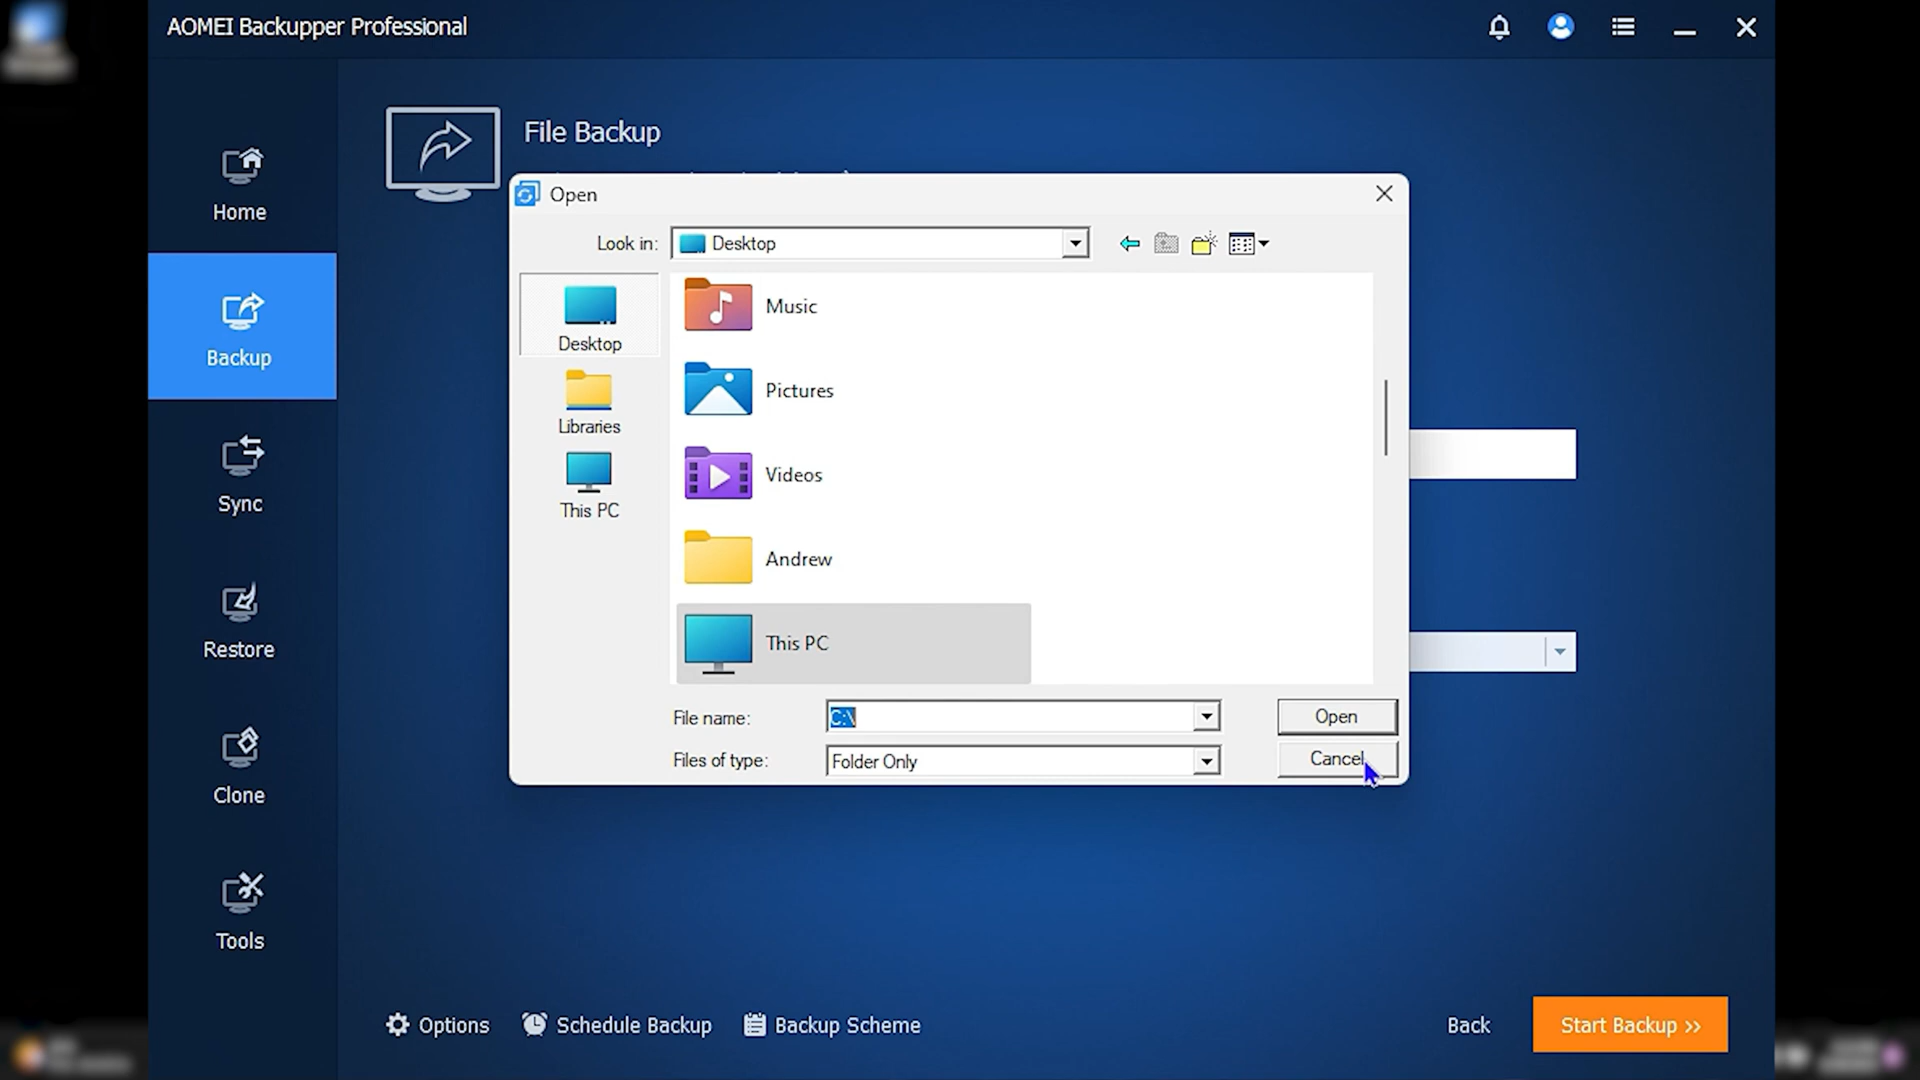 AOMEI Backupper Professional
File Backup
Home
Backup
Sync
Restore
Clone
Tools
Open
Look in:
Desktop
Desktop
Libraries
This PC
Music
Pictures
Videos
Andrew
This PC
File name:
C:\
Open
Files of type:
Folder Only
Cancel
Options
Schedule Backup
Backup Scheme
Back
Start Backup >>